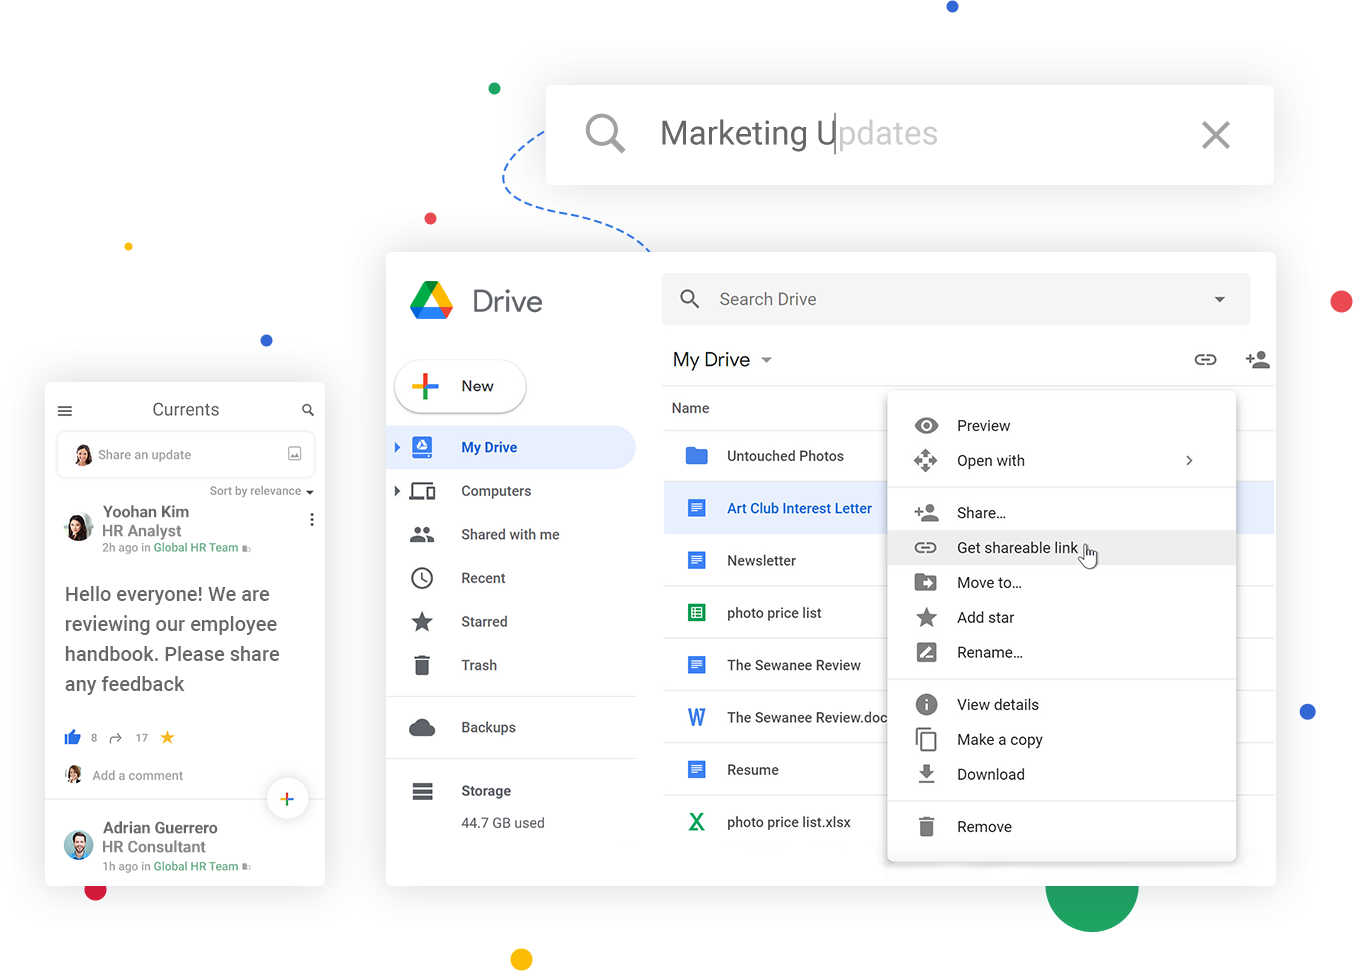 Marketing Updates
Drive
Search Drive
My Drive
New
Name
My Drive
Computers
Shared with me
Recent
Starred
Trash
Backups
Storage
44.7 GB used
Untouched Photos
Art Club Interest Letter
Newsletter
photo price list
The Sewanee Review
The Sewanee Review.doc
Resume
photo price list.xlsx
Preview
Open with
Share...
Get shareable link
Move to...
Add star
Rename...
View details
Make a copy
Download
Remove
Currents
Share an update
Sort by relevance
Yoohan Kim
HR Analyst
2h ago in Global HR Team
Hello everyone! We are
reviewing our employee
handbook. Please share
any feedback
8 17
Add a comment
Adrian Guerrero
HR Consultant
1h ago in Global HR Team